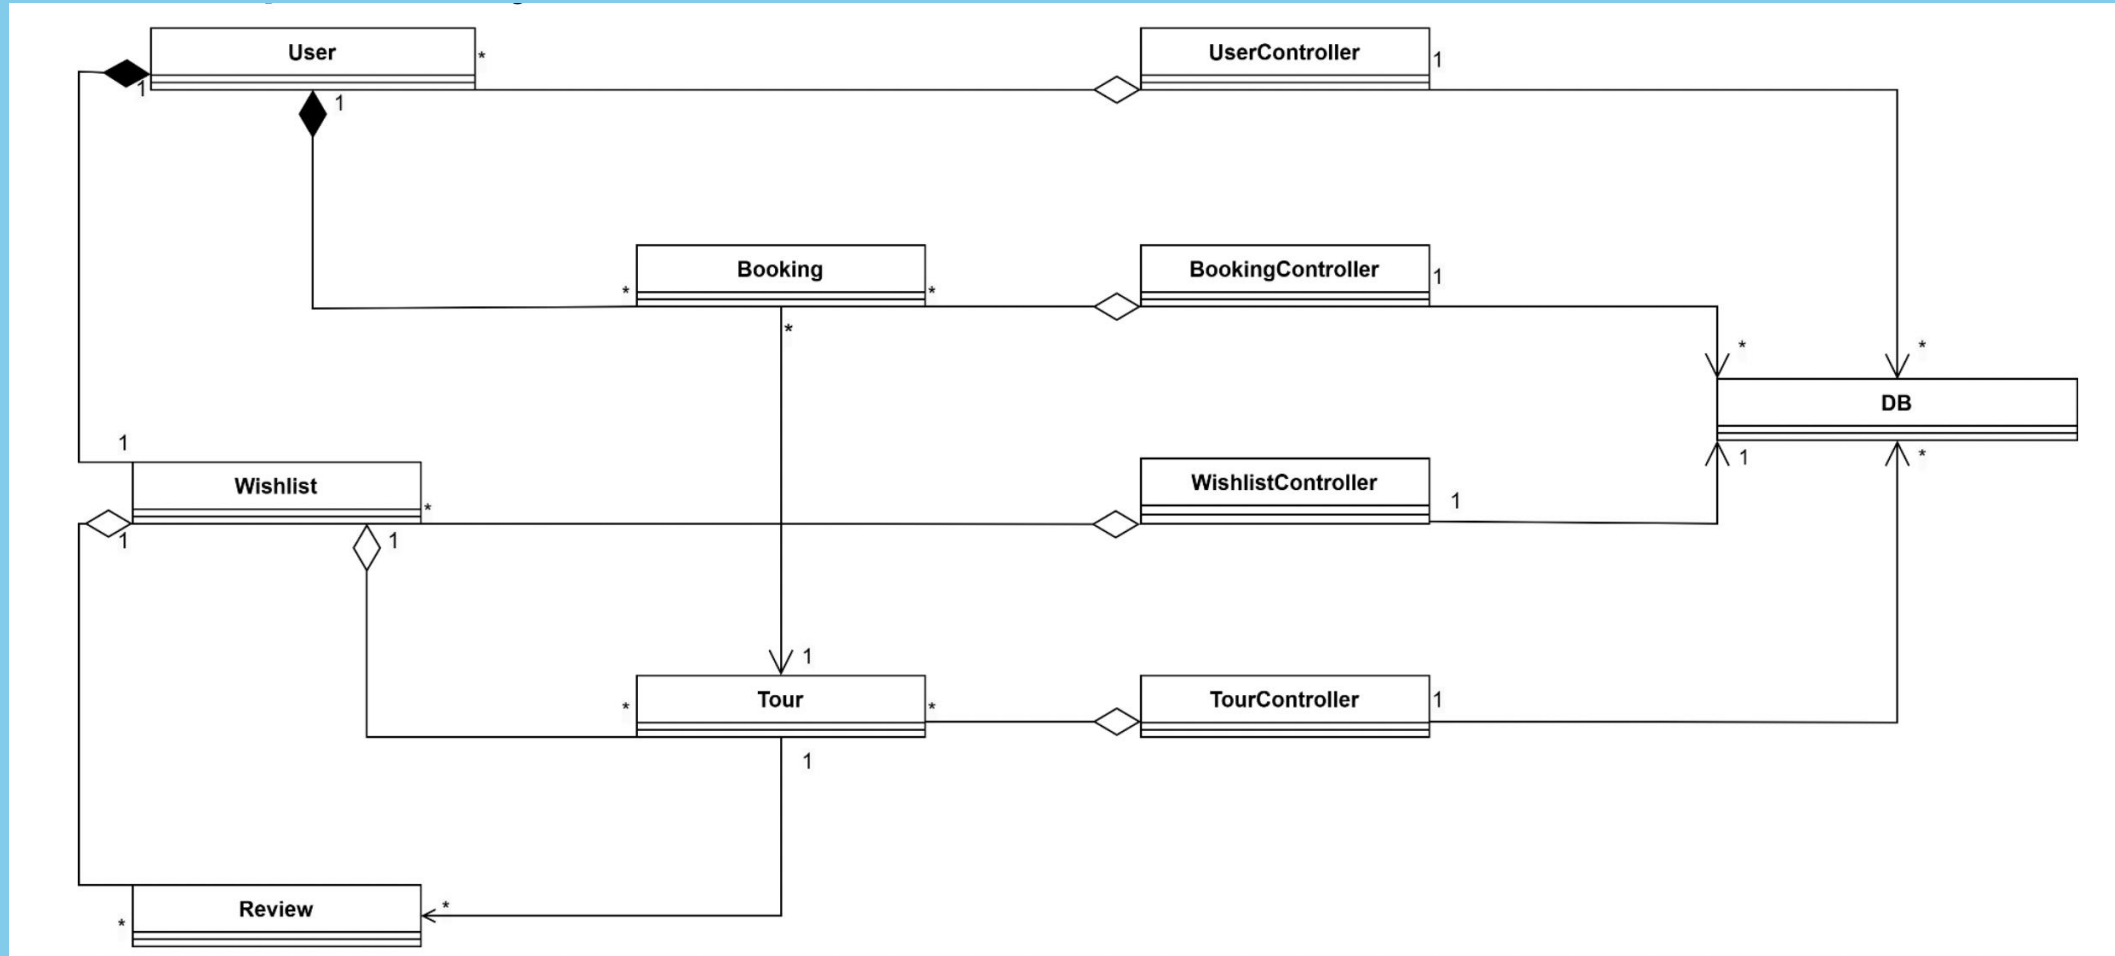 User
*
UserController
1
1
1
Booking
*
*
BookingController
1
*
*
*
DB
1
Wishlist
*
WishlistController
1
1
*
1
1
1
Tour
*
*
TourController
1
1
Review
*
*